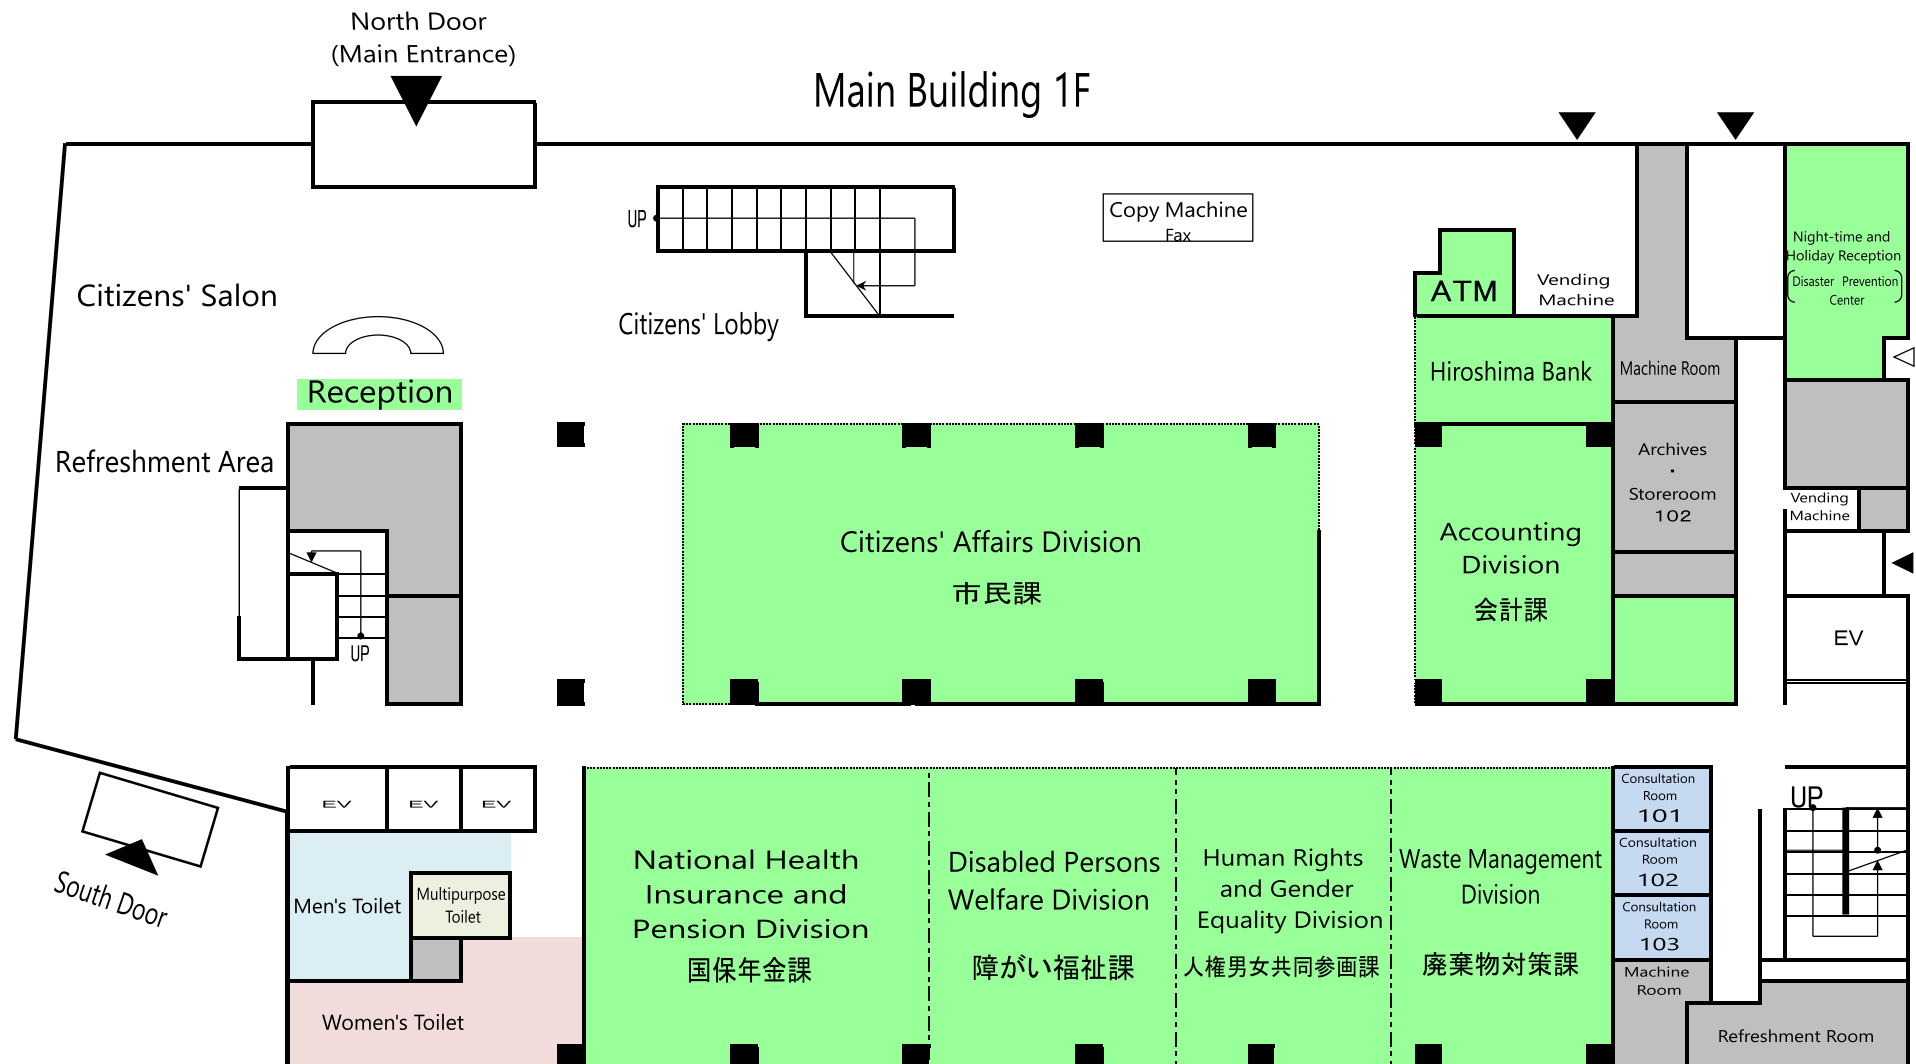 North Door
(Main Entrance)
Main Building 1F
UP
Copy Machine
Fax
Night-time and
Holiday Reception
Disaster Prevention
Center
Citizens' Salon
Citizens' Lobby
ATM
Vending
Machine
Reception
Hiroshima Bank
Machine Room
Refreshment Area
Archives
・
Storeroom
102
Vending
Machine
Citizens' Affairs Division
市民課
Accounting
Division
会計課
UP
EV
EV
EV
EV
Consultation
Room
101
UP
South Door
Men's Toilet
Multipurpose
Toilet
National Health
Insurance and
Pension Division
国保年金課
Disabled Persons
Welfare Division
障がい福祉課
Human Rights
and Gender
Equality Division
人権男女共同参画課
Waste Management
Division
廃棄物対策課
Consultation
Room
102
Consultation
Room
103
Machine
Room
Women's Toilet
Refreshment Room